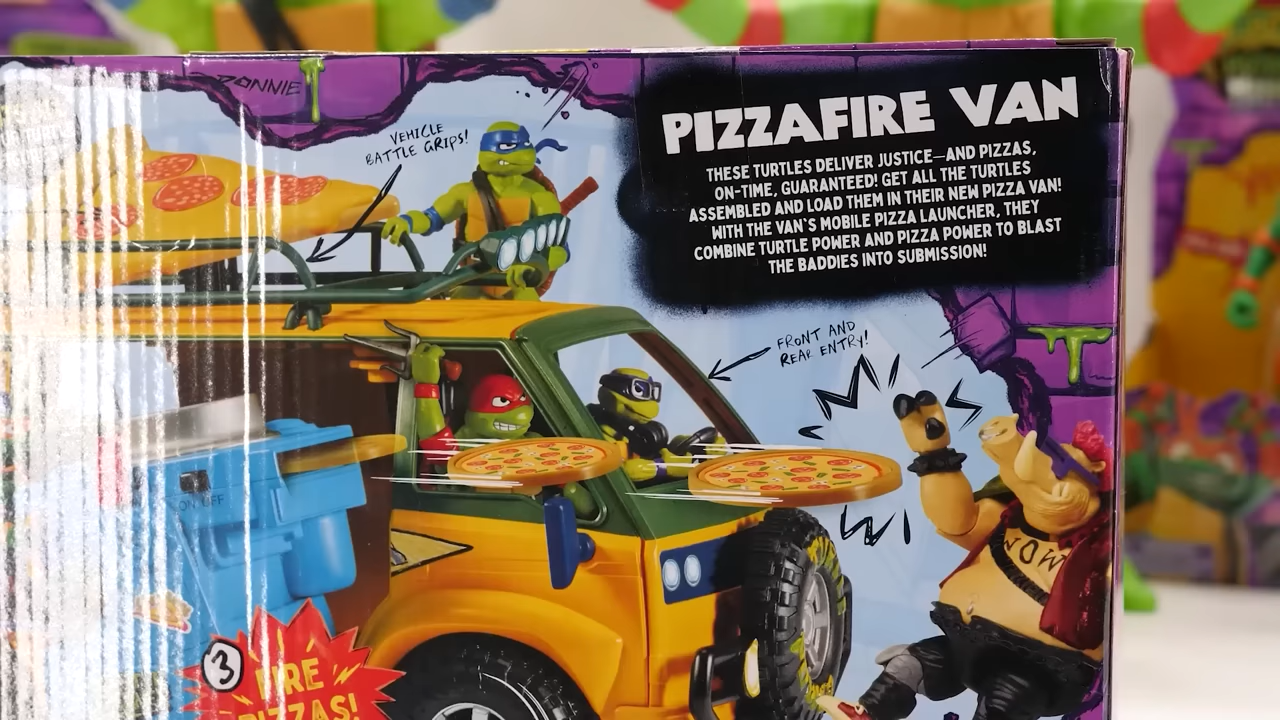 DONNIE
VEHICLE
BATTLE GRIPS!
PIZZAFIRE VAN
THESE TURTLES DELIVER JUSTICE—AND PIZZAS,
ON-TIME, GUARANTEED! GET ALL THE TURTLES
ASSEMBLED AND LOAD THEM IN THEIR NEW PIZZA VAN!
WITH THE VAN'S MOBILE PIZZA LAUNCHER, THEY
COMBINE TURTLE POWER AND PIZZA POWER TO BLAST
THE BADDIES INTO SUBMISSION!
FRONT AND
REAR ENTRY!
ON OFF
MOM
3
FIRE
PIZZAS!